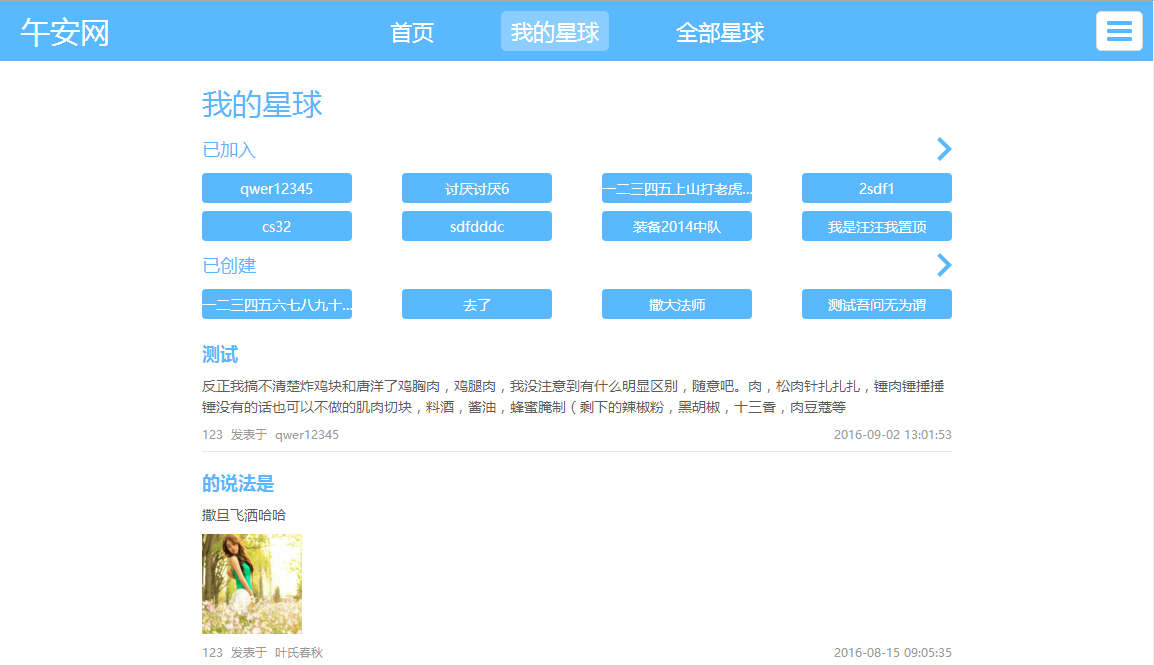 午安网 首页 我的星球 全部星球
我的星球
已加入
qwer12345 讨厌讨厌6 一二三四五上山打老虎... 2sdf1
cs32 sdfdddc 装备2014中队 我是汪汪我置顶
已创建
一二三四五六七八九十... 去了 撒大法师 测试吾问无为谓
测试
反正我搞不清楚炸鸡块和唐洋了鸡胸肉，鸡腿肉，我没注意到有什么明显区别，随意吧。肉，松肉针扎扎扎，锤肉锤捶捶
锤没有的话也可以不做的肌肉切块，料酒，酱油，蜂蜜腌制（剩下的辣椒粉，黑胡椒，十三香，肉豆蔻等
123 发表于 qwer12345 2016-09-02 13:01:53
的说法是
撒旦飞洒哈哈
123 发表于 叶氏春秋 2016-08-15 09:05:35